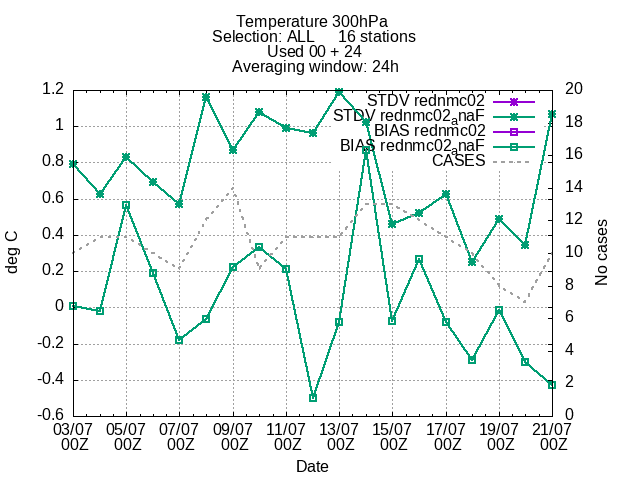 Temperature 300hPa
Selection: ALL 16 stations
Used 00 + 24
Averaging window: 24h
STDV rednmc02
STDV rednmc02anaF
BIAS rednmc02
BIAS rednmc02anaF
CASES
1.2
1
0.8
0.6
0.4
0.2
0
-0.2
-0.4
-0.6
deg C
20
18
16
14
12
10
8
6
4
2
0
No cases
03/07 05/07 07/07 09/07 11/07 13/07 15/07 17/07 19/07 21/07
00Z 00Z 00Z 00Z 00Z 00Z 00Z 00Z 00Z 00Z
Date